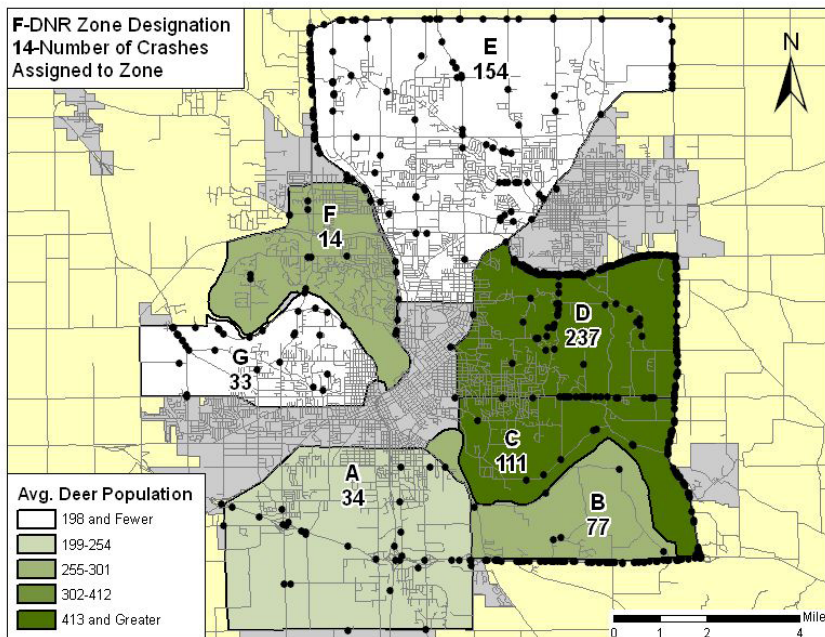 F-DNR Zone Designation
14-Number of Crashes
Assigned to Zone
N
E
154
F
14
D
237
G
33
C
111
A
34
B
77
Avg. Deer Population
198 and Fewer
199-254
255-301
302-412
413 and Greater
Mile
0 1 2 4